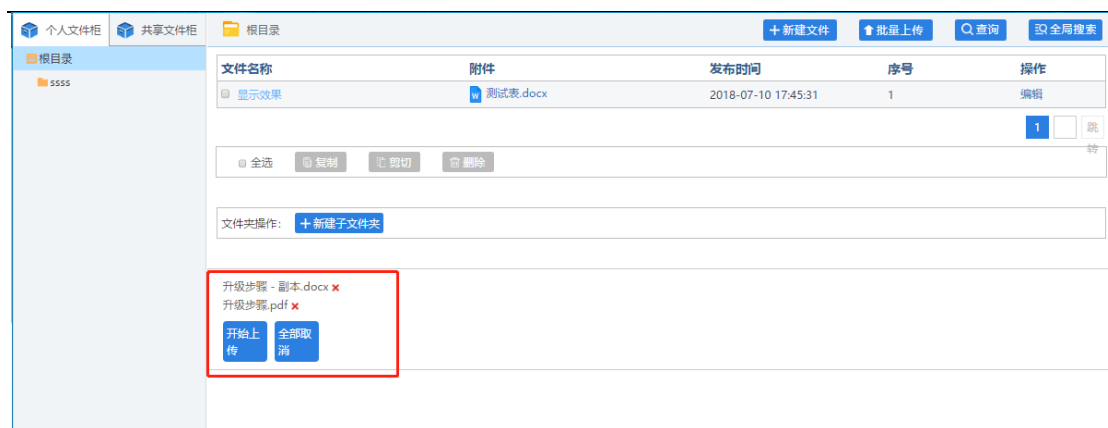 个人文件柜 共享文件柜 根目录 +新建文件 批量上传 查询 全局搜索
根目录
ssss
文件名称 附件 发布时间 序号 操作
显示效果 测试表.docx 2018-07-10 17:45:31 1 编辑
1 跳转
全选 复制 剪切 删除
文件夹操作: +新建子文件夹
升级步骤 - 副本.docx ×
升级步骤.pdf ×
开始上传 全部取消